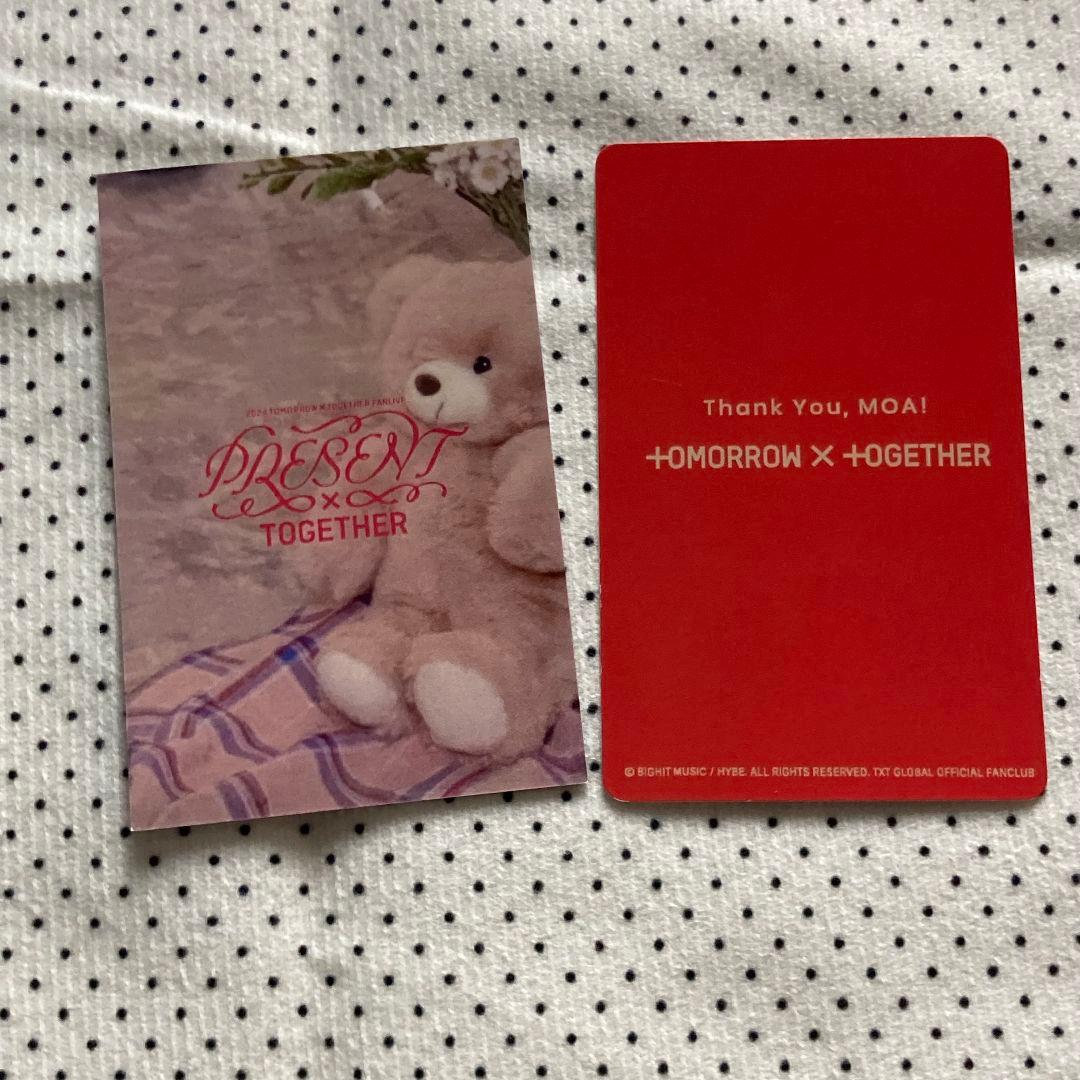 2024 TOMORROW X TOGETHER FANLIVE
PRESENT
X
TOGETHER
Thank You, MOA!
TOMORROW X TOGETHER
© BIGHIT MUSIC / HYBE. ALL RIGHTS RESERVED. TXT GLOBAL OFFICIAL FANCLUB